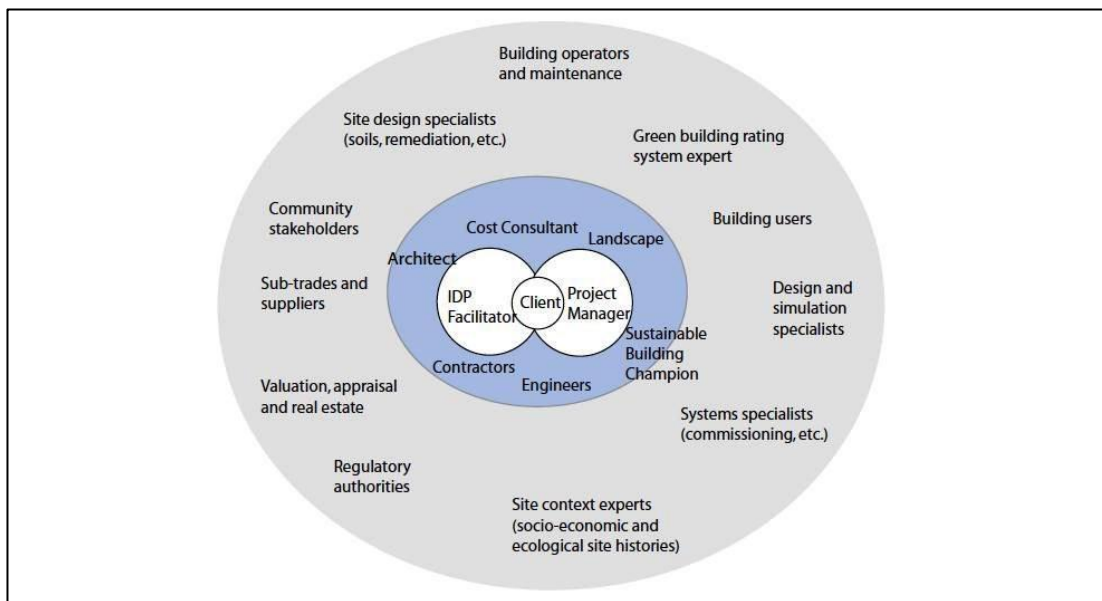 Building operators
and maintenance
Site design specialists
(soils, remediation, etc.)
Green building rating
system expert
Community
stakeholders
Building users
Cost Consultant
Landscape
Architect
Sub-trades and
suppliers
IDP
Facilitator
Client
Project
Manager
Design and
simulation
specialists
Sustainable
Building
Champion
Contractors
Engineers
Valuation, appraisal
and real estate
Systems specialists
(commissioning, etc.)
Regulatory
authorities
Site context experts
(socio-economic and
ecological site histories)